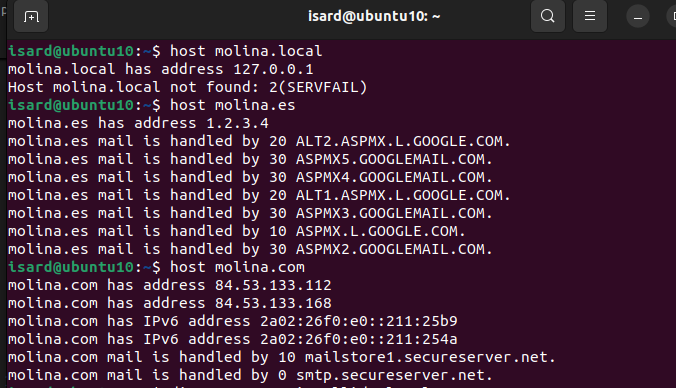 isard@ubuntu10: ~
isard@ubuntu10:~$ host molina.local
molina.local has address 127.0.0.1
Host molina.local not found: 2(SERVFAIL)
isard@ubuntu10:~$ host molina.es
molina.es has address 1.2.3.4
molina.es mail is handled by 20 ALT2.ASPMX.L.GOOGLE.COM.
molina.es mail is handled by 30 ASPMX5.GOOGLEMAIL.COM.
molina.es mail is handled by 30 ASPMX4.GOOGLEMAIL.COM.
molina.es mail is handled by 20 ALT1.ASPMX.L.GOOGLE.COM.
molina.es mail is handled by 30 ASPMX3.GOOGLEMAIL.COM.
molina.es mail is handled by 10 ASPMX.L.GOOGLE.COM.
molina.es mail is handled by 30 ASPMX2.GOOGLEMAIL.COM.
isard@ubuntu10:~$ host molina.com
molina.com has address 84.53.133.112
molina.com has address 84.53.133.168
molina.com has IPv6 address 2a02:26f0:e0::211:25b9
molina.com has IPv6 address 2a02:26f0:e0::211:254a
molina.com mail is handled by 10 mailstore1.secureserver.net.
molina.com mail is handled by 0 smtp.secureserver.net.